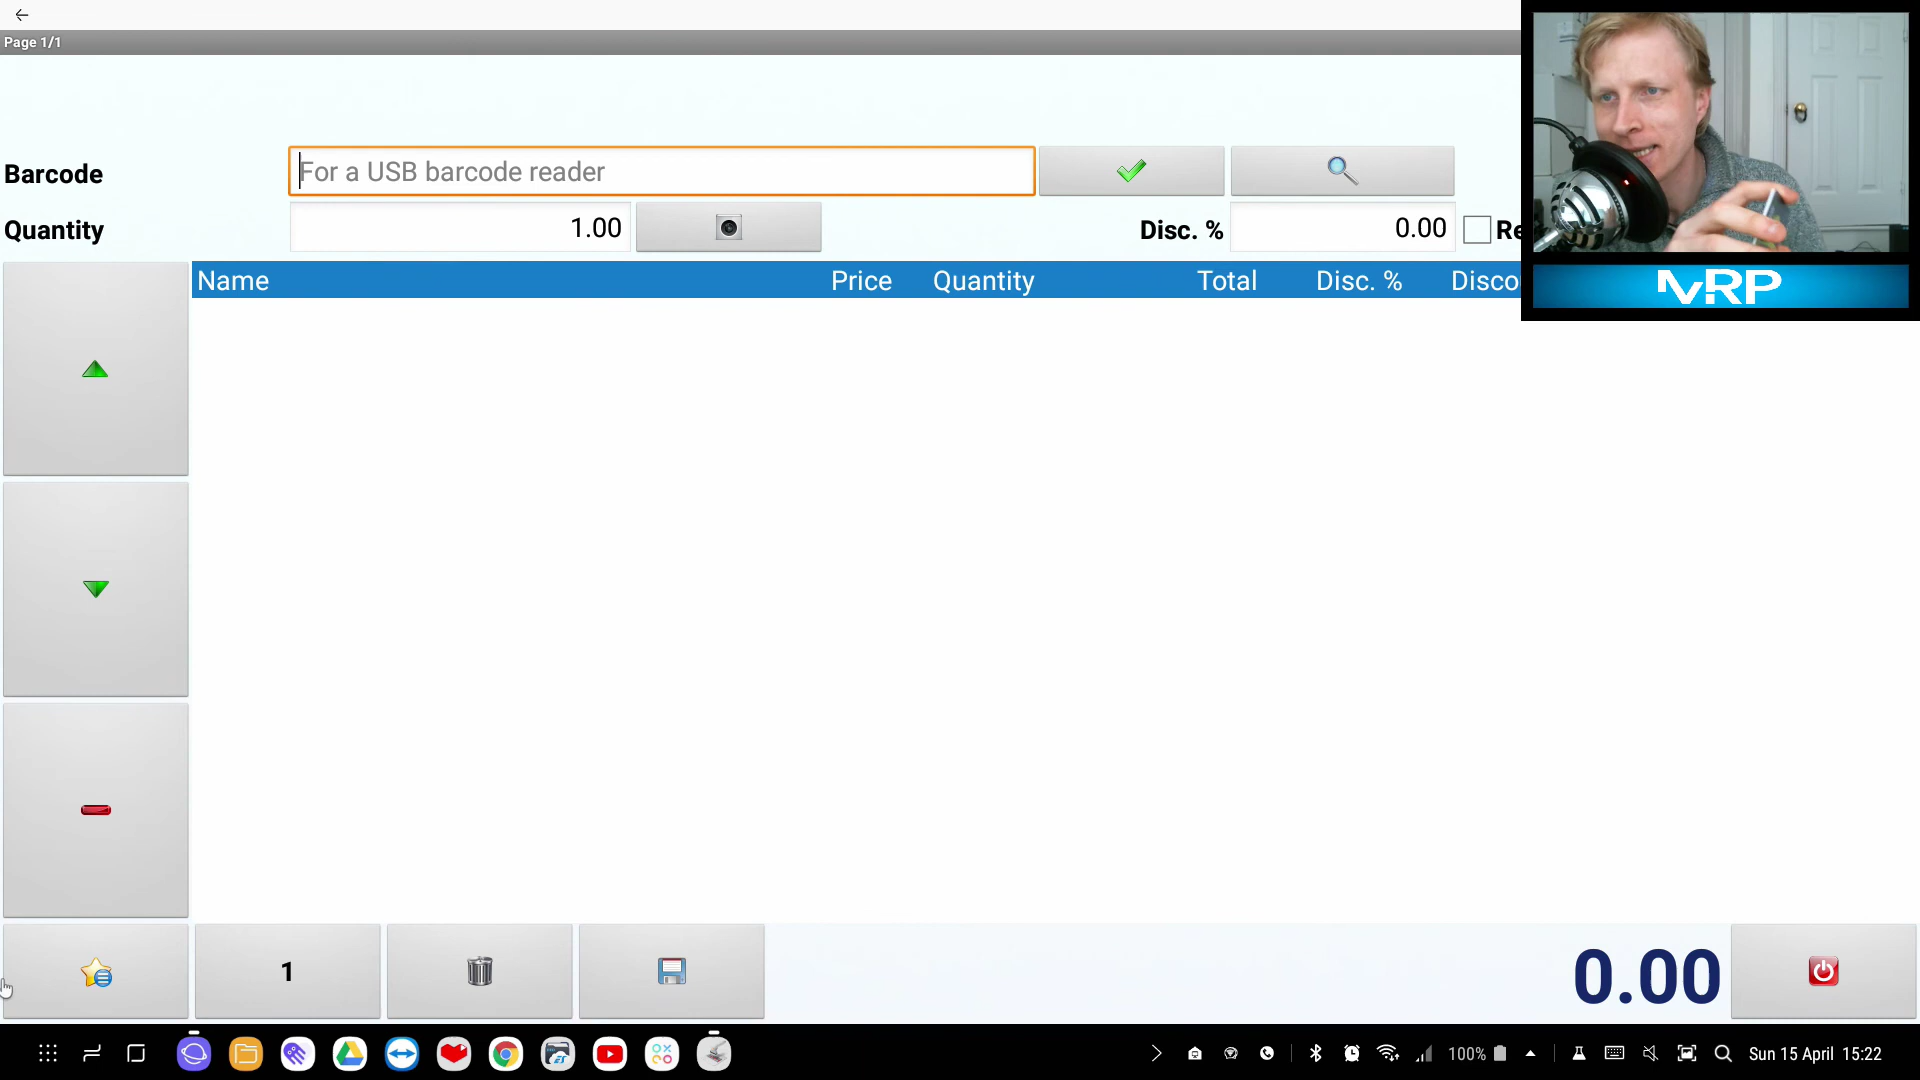 Page 1/1
Barcode
For a USB barcode reader
Quantity
1.00
Disc. %
0.00
Re
Name Price Quantity Total Disc. % Disco
MRP
1
0.00
100%
Sun 15 April 15:22